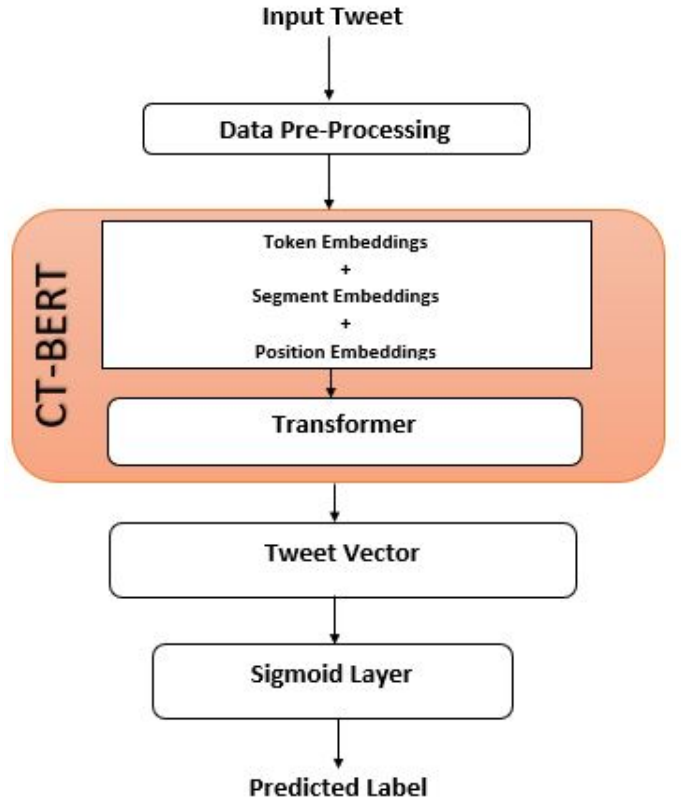 Input Tweet
Data Pre-Processing
CT-BERT
Token Embeddings
+
Segment Embeddings
+
Position Embeddings
Transformer
Tweet Vector
Sigmoid Layer
Predicted Label